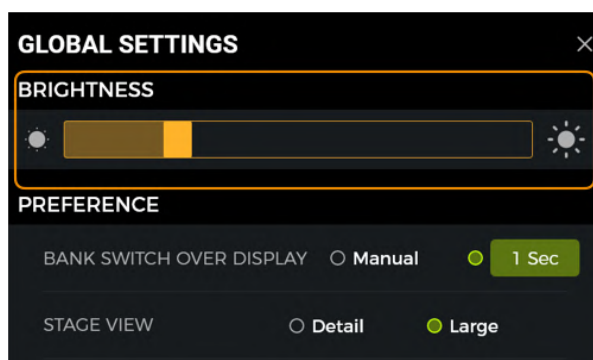 GLOBAL SETTINGS
BRIGHTNESS
PREFERENCE
BANK SWITCH OVER DISPLAY Manual 1 Sec
STAGE VIEW Detail Large